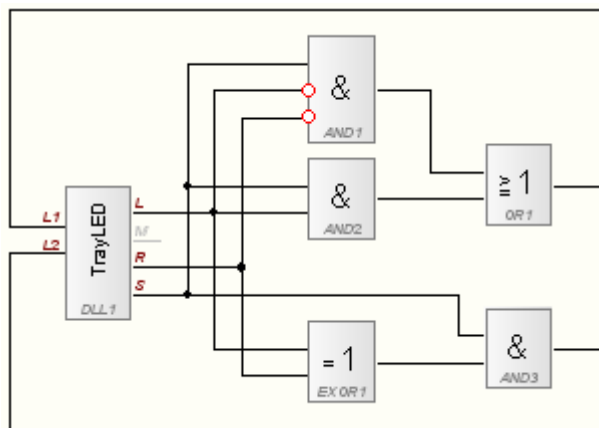 &
AND1
&
AND2
≥ 1
OR1
L1
L2
TrayLED
L
M
R
S
DLL1
= 1
EXOR1
&
AND3